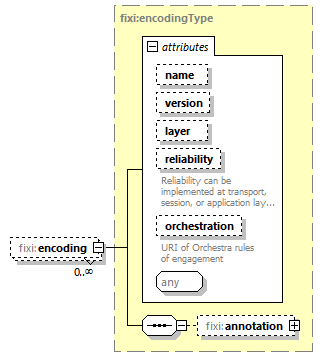 fixi:encodingType
attributes
name
version
layer
reliability
Reliability can be
implemented at transport,
session, or application lay...
orchestration
URI of Orchestra rules
of engagement
any
fixi:encoding
0..∞
fixi:annotation